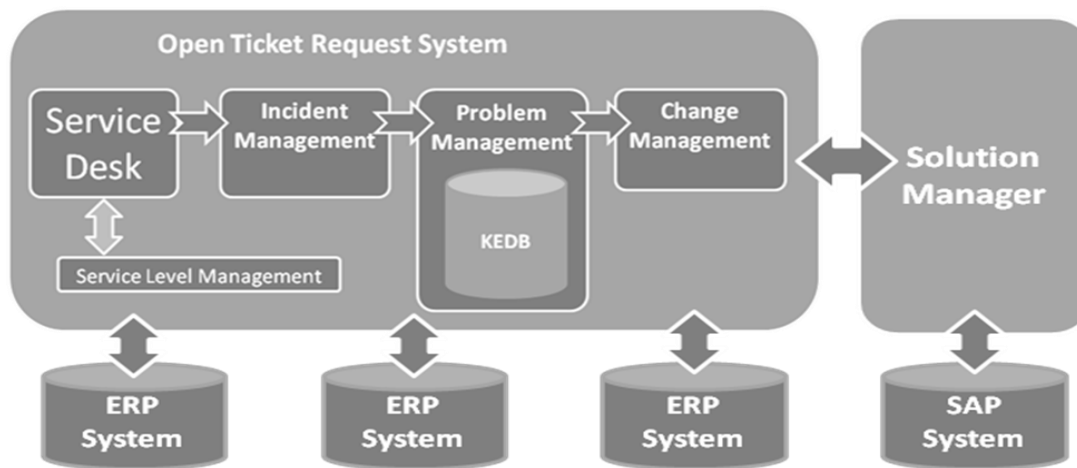 Open Ticket Request System
Service
Desk
Incident
Management
Problem
Management
Change
Management
KEDB
Service Level Management
Solution
Manager
ERP
System
ERP
System
ERP
System
SAP
System